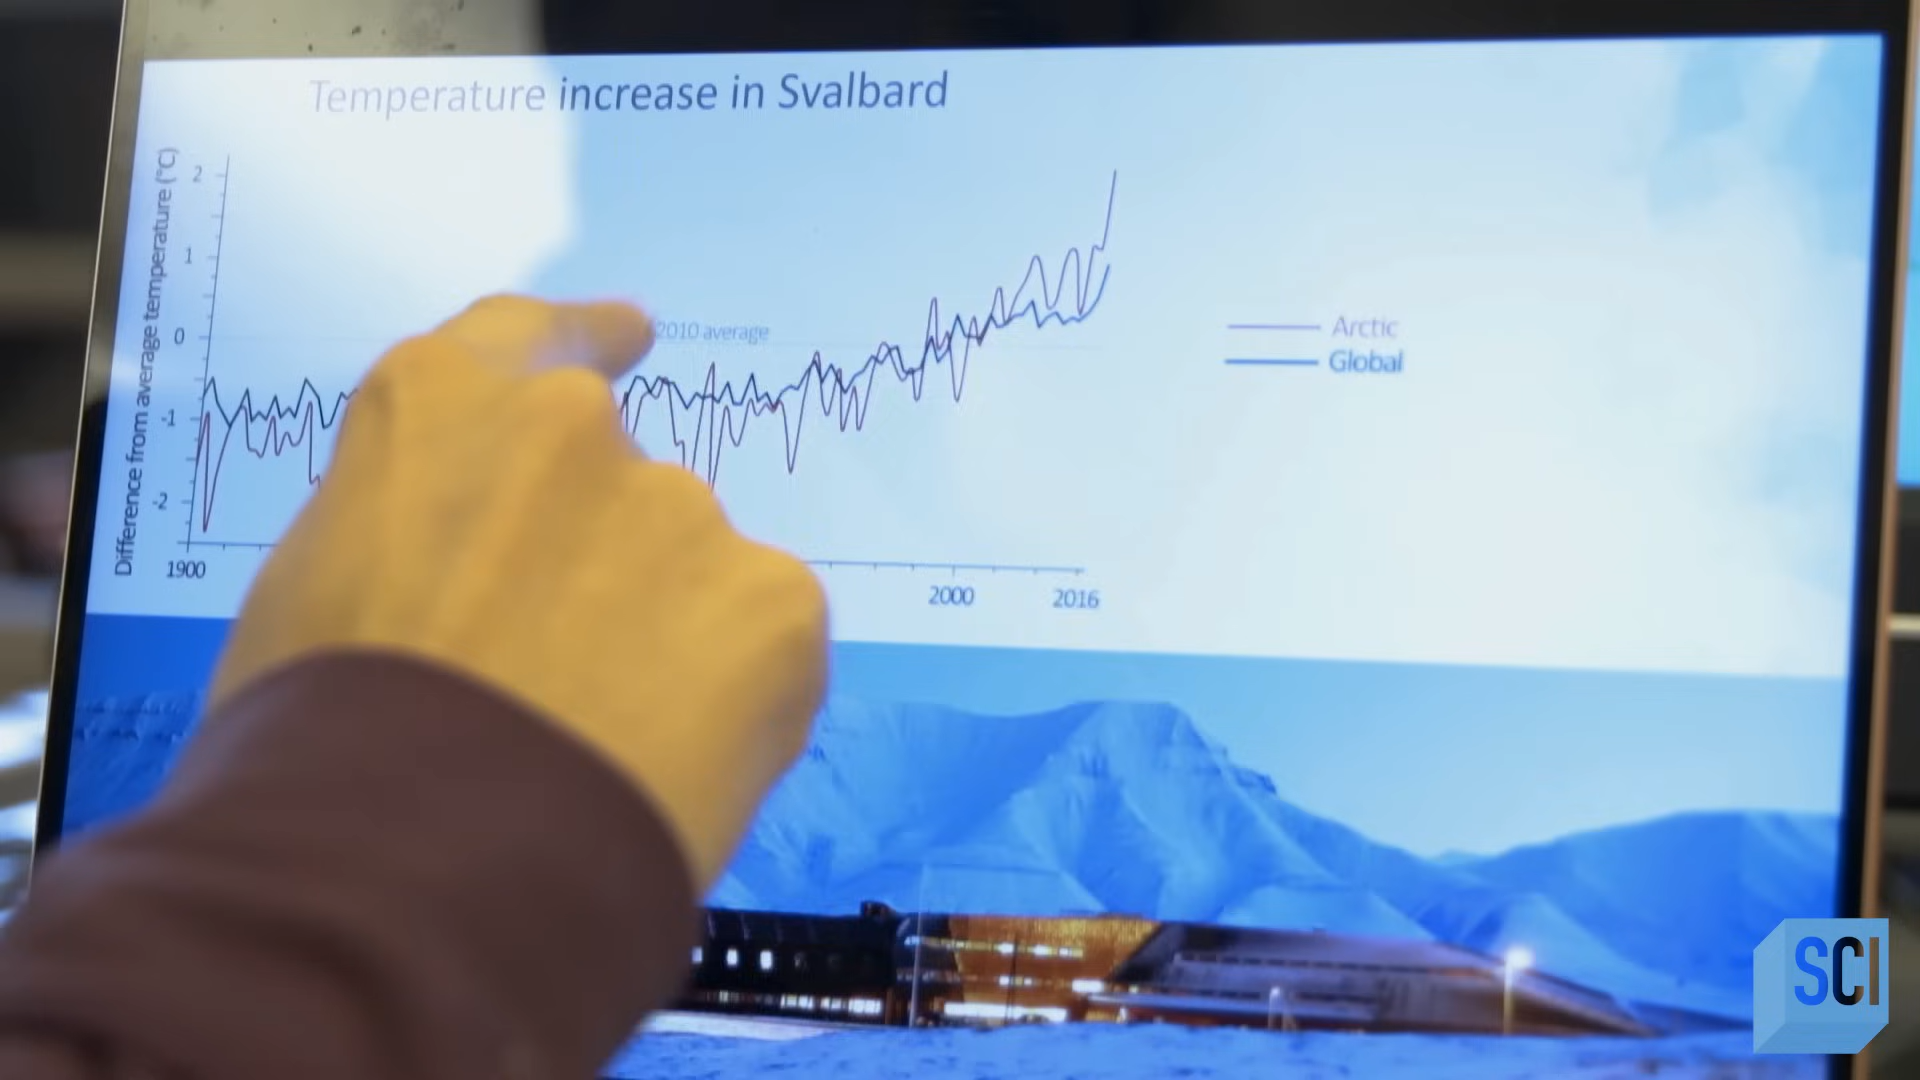 Temperature increase in Svalbard
Difference from average temperature (°C)
2
1
0
-1
-2
2010 average
Arctic
Global
1900
2000
2016
SCI